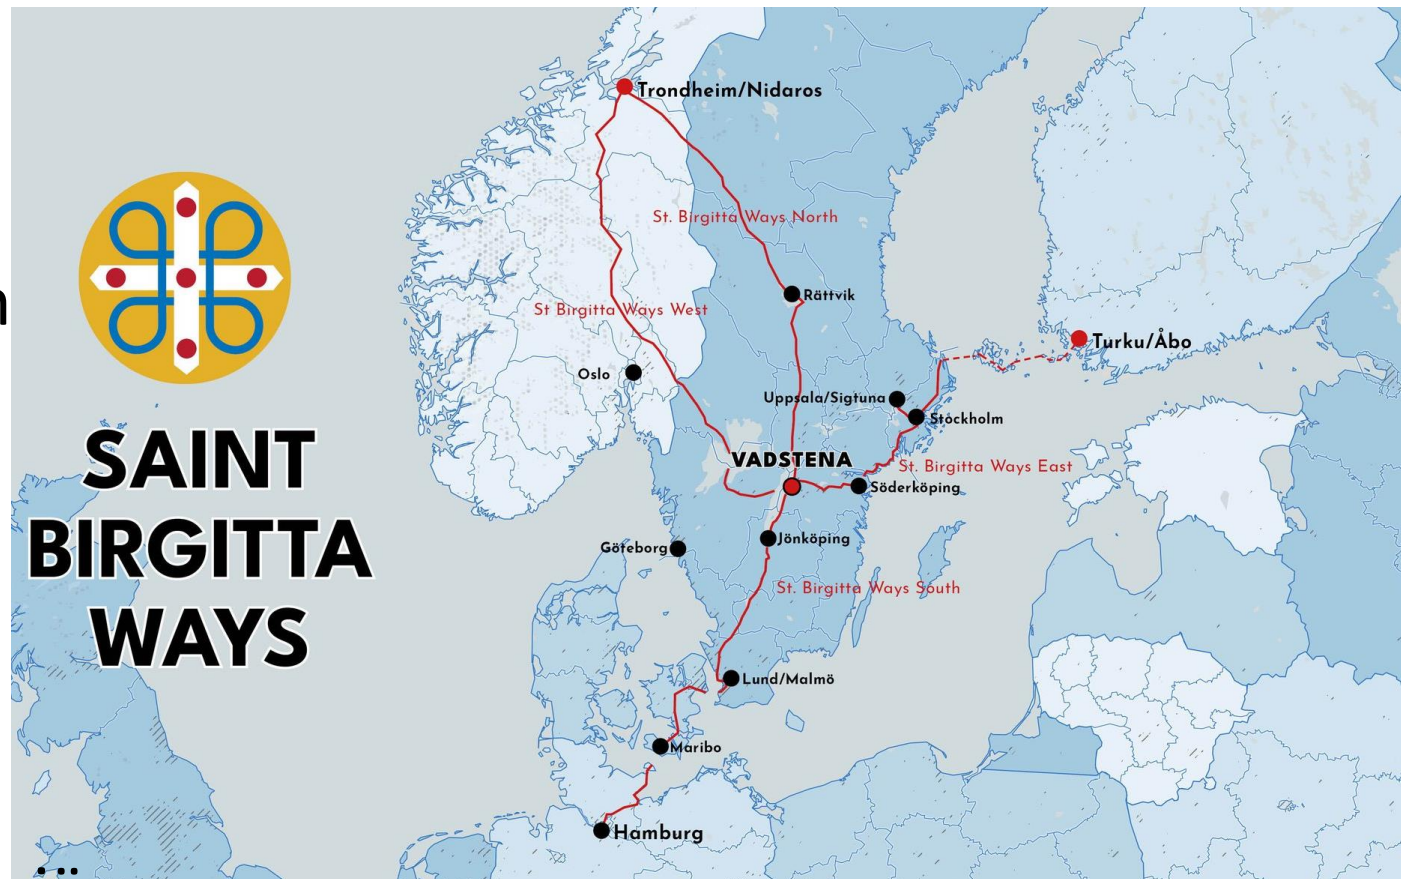 Trondheim/Nidaros
St. Birgitta Ways North
Rättvik
St Birgitta Ways West
Turku/Åbo
Oslo
Uppsala/Sigtuna
Stockholm
VADSTENA
St. Birgitta Ways East
Söderköping
Jönköping
Göteborg
St. Birgitta Ways South
Lund/Malmö
Maribo
Hamburg
SAINT
BIRGITTA
WAYS